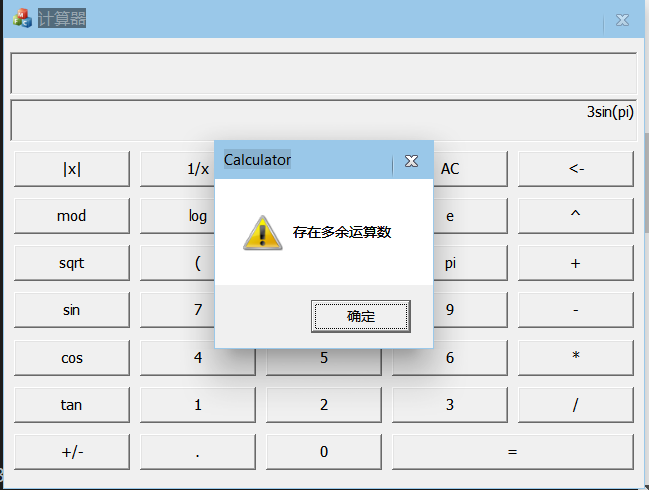 计算器
3sin(pi)
Calculator
存在多余运算数
确定
|x|
1/x
AC
<-
mod
log
e
^
sqrt
(
pi
+
sin
7
9
-
cos
4
5
6
*
tan
1
2
3
/
+/-
.
0
=